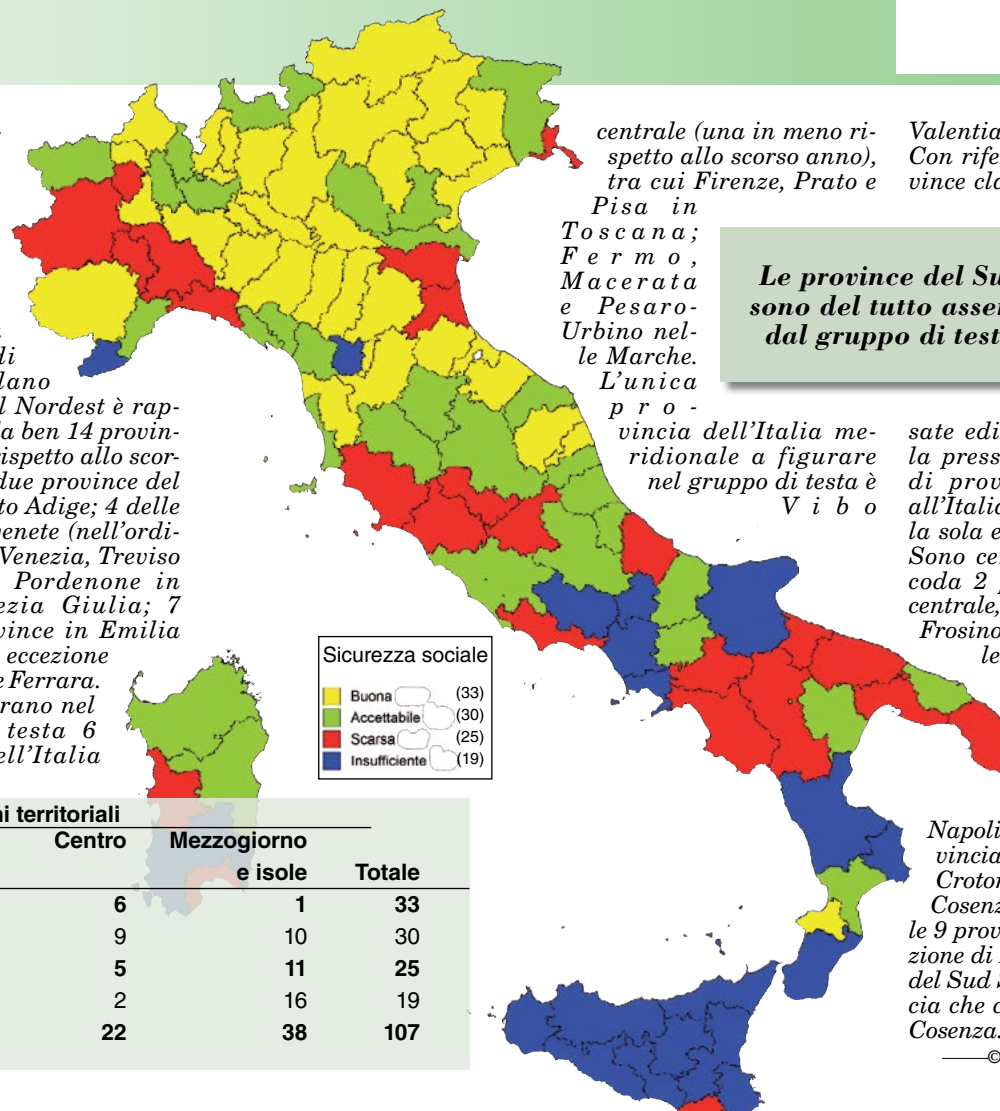 di
lano
l Nordest è rap-
la ben 14 provin-
rispetto allo scor-
due province del
to Adige; 4 delle
venete (nell'ordi-
Venezia, Treviso
Pordenone in
ezia Giulia; 7
vince in Emilia
eccezione
e Ferrara.
rano nel
testa 6
ell'Italia
centrale (una in meno ri-
spetto allo scorso anno),
tra cui Firenze, Prato e
Pisa in
Toscana;
Fermo,
Macerata
e Pesaro-
Urbino nel-
le Marche.
L'unica
pro-
vincia dell'Italia me-
ridionale a figurare
nel gruppo di testa è
Vibo
Valentia
Con rife
vince cla
Le province del Su
sono del tutto asser
dal gruppo di test
sate edi
la press
di prov
all'Italia
la sola e
Sono ce
coda 2 p
centrale,
Frosino
le
Napoli
vincia
Croton
Cosenz
le 9 prov
zione di
del Sud S
cia che c
Cosenza.
©
Sicurezza sociale
Buona (33)
Accettabile (30)
Scarsa (25)
Insufficiente (19)
ni territoriali
Centro Mezzogiorno
e isole Totale
6 1 33
9 10 30
5 11 25
2 16 19
22 38 107